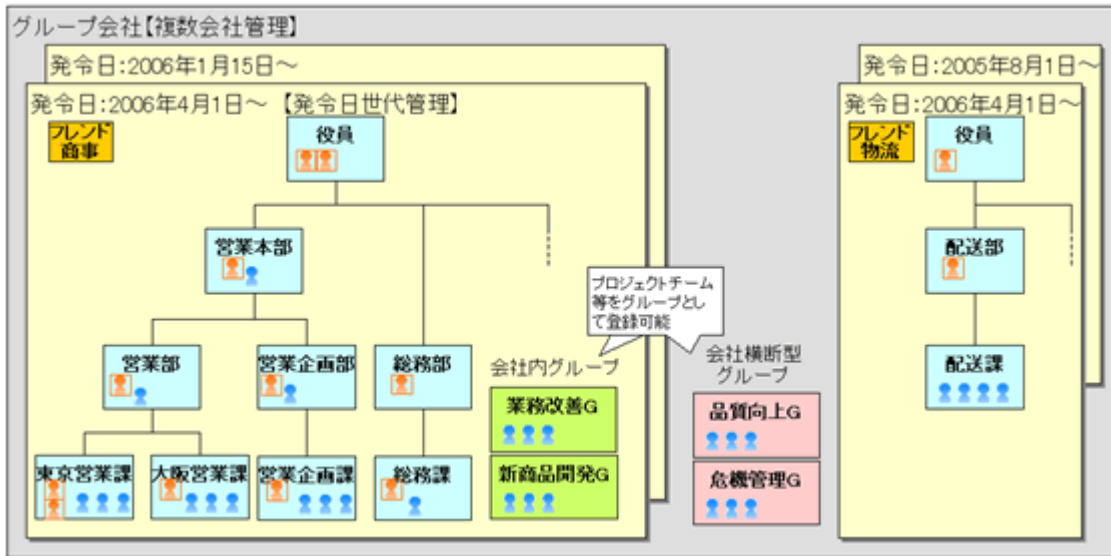 グループ会社【複数会社管理】
発令日:2006年1月15日～
発令日:2006年4月1日～ 【発令日世代管理】
フレンド
商事
役員
営業本部
営業部
営業企画部
総務部
東京営業課
大阪営業課
営業企画課
総務課
プロジェクトチーム
等をグループとし
て登録可能
会社内グループ
業務改善G
新商品開発G
会社横断型
グループ
品質向上G
危機管理G
発令日:2005年8月1日～
発令日:2006年4月1日～
フレンド
物流
役員
配送部
配送課